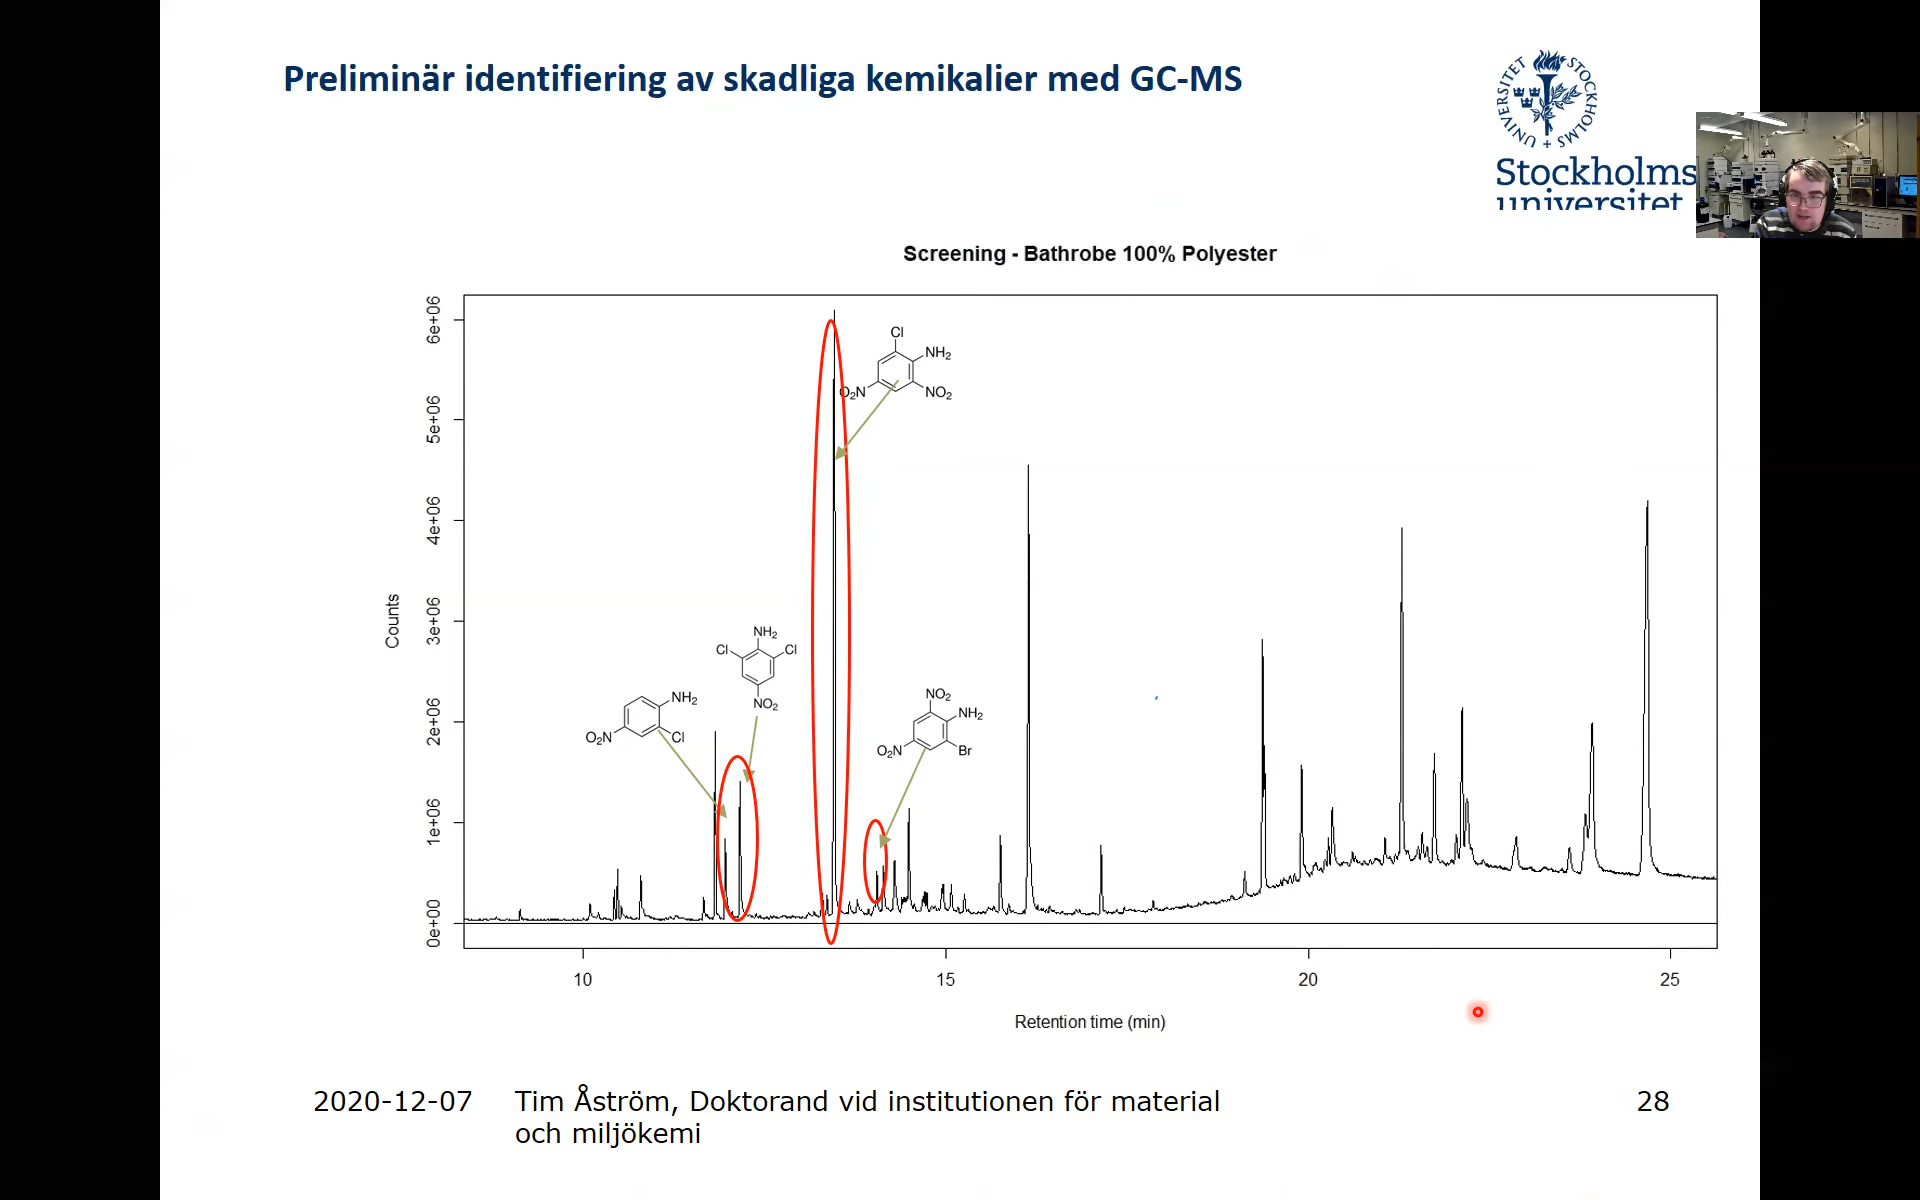 Preliminär identifiering av skadliga kemikalier med GC-MS
UNIVERSITET + STOCKHOLMS
Stockholms
universitet
Screening - Bathrobe 100% Polyester
6e+06
5e+06
4e+06
3e+06
2e+06
1e+06
0e+00
Counts
Cl
NH2
O2N
NO2
NH2
Cl
Cl
NO2
NH2
O2N
Cl
NO2
NH2
O2N
Br
10
15
20
25
Retention time (min)
2020-12-07
Tim Åström, Doktorand vid institutionen för material
och miljökemi
28